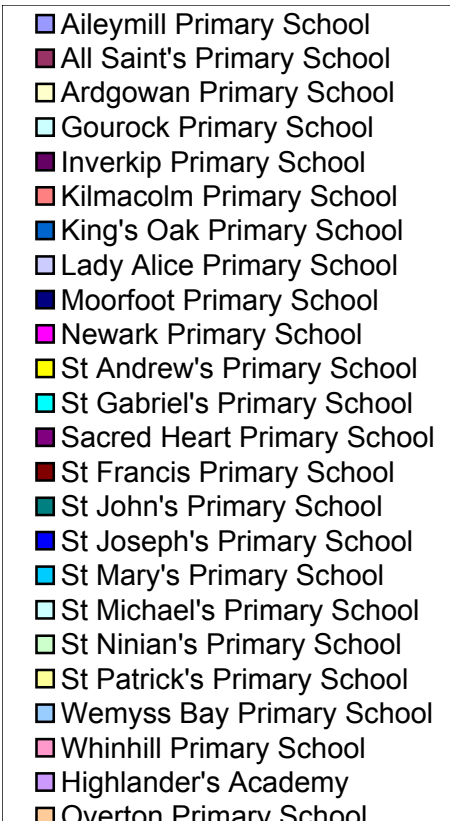 Aileymill Primary School
All Saint's Primary School
Ardgowan Primary School
Gourock Primary School
Inverkip Primary School
Kilmacolm Primary School
King's Oak Primary School
Lady Alice Primary School
Moorfoot Primary School
Newark Primary School
St Andrew's Primary School
St Gabriel's Primary School
Sacred Heart Primary School
St Francis Primary School
St John's Primary School
St Joseph's Primary School
St Mary's Primary School
St Michael's Primary School
St Ninian's Primary School
St Patrick's Primary School
Wemyss Bay Primary School
Whinhill Primary School
Highlander's Academy
Overton Primary School